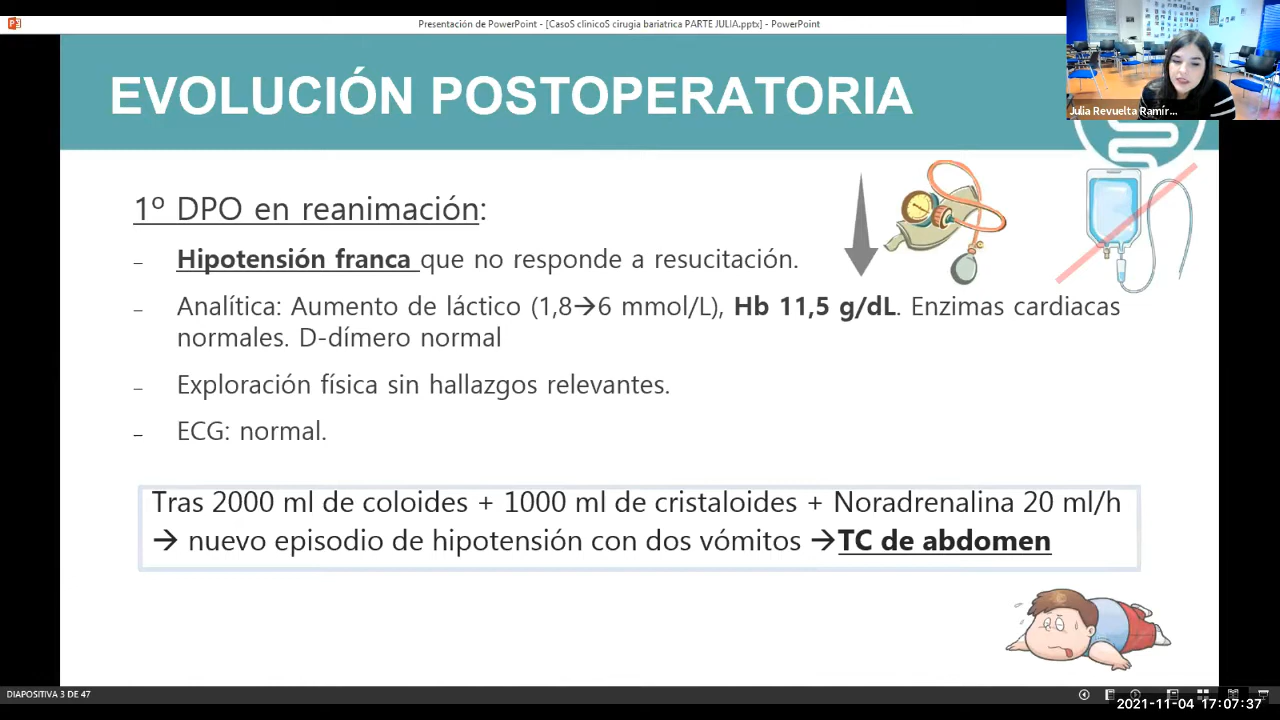 Presentación de PowerPoint - [CasoS clinicoS cirugia bariatrica PARTE JULIA.pptx] - PowerPoint
Julia Revuelta Ramír...
EVOLUCIÓN POSTOPERATORIA
1º DPO en reanimación:
– Hipotensión franca que no responde a resucitación.
– Analítica: Aumento de láctico (1,8→6 mmol/L), Hb 11,5 g/dL. Enzimas cardiacas
normales. D-dímero normal
– Exploración física sin hallazgos relevantes.
– ECG: normal.
Tras 2000 ml de coloides + 1000 ml de cristaloides + Noradrenalina 20 ml/h
→ nuevo episodio de hipotensión con dos vómitos →TC de abdomen
DIAPOSITIVA 3 DE 47
2021-11-04 17:07:37